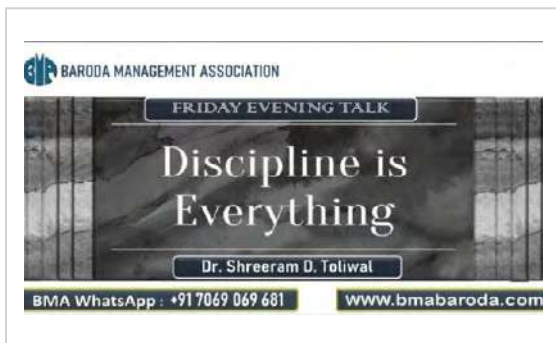 BMA BARODA MANAGEMENT ASSOCIATION
FRIDAY EVENING TALK
Discipline is
Everything
Dr. Shreeram D. Toliwal
BMA WhatsApp : +91 7069 069 681
www.bmabaroda.com